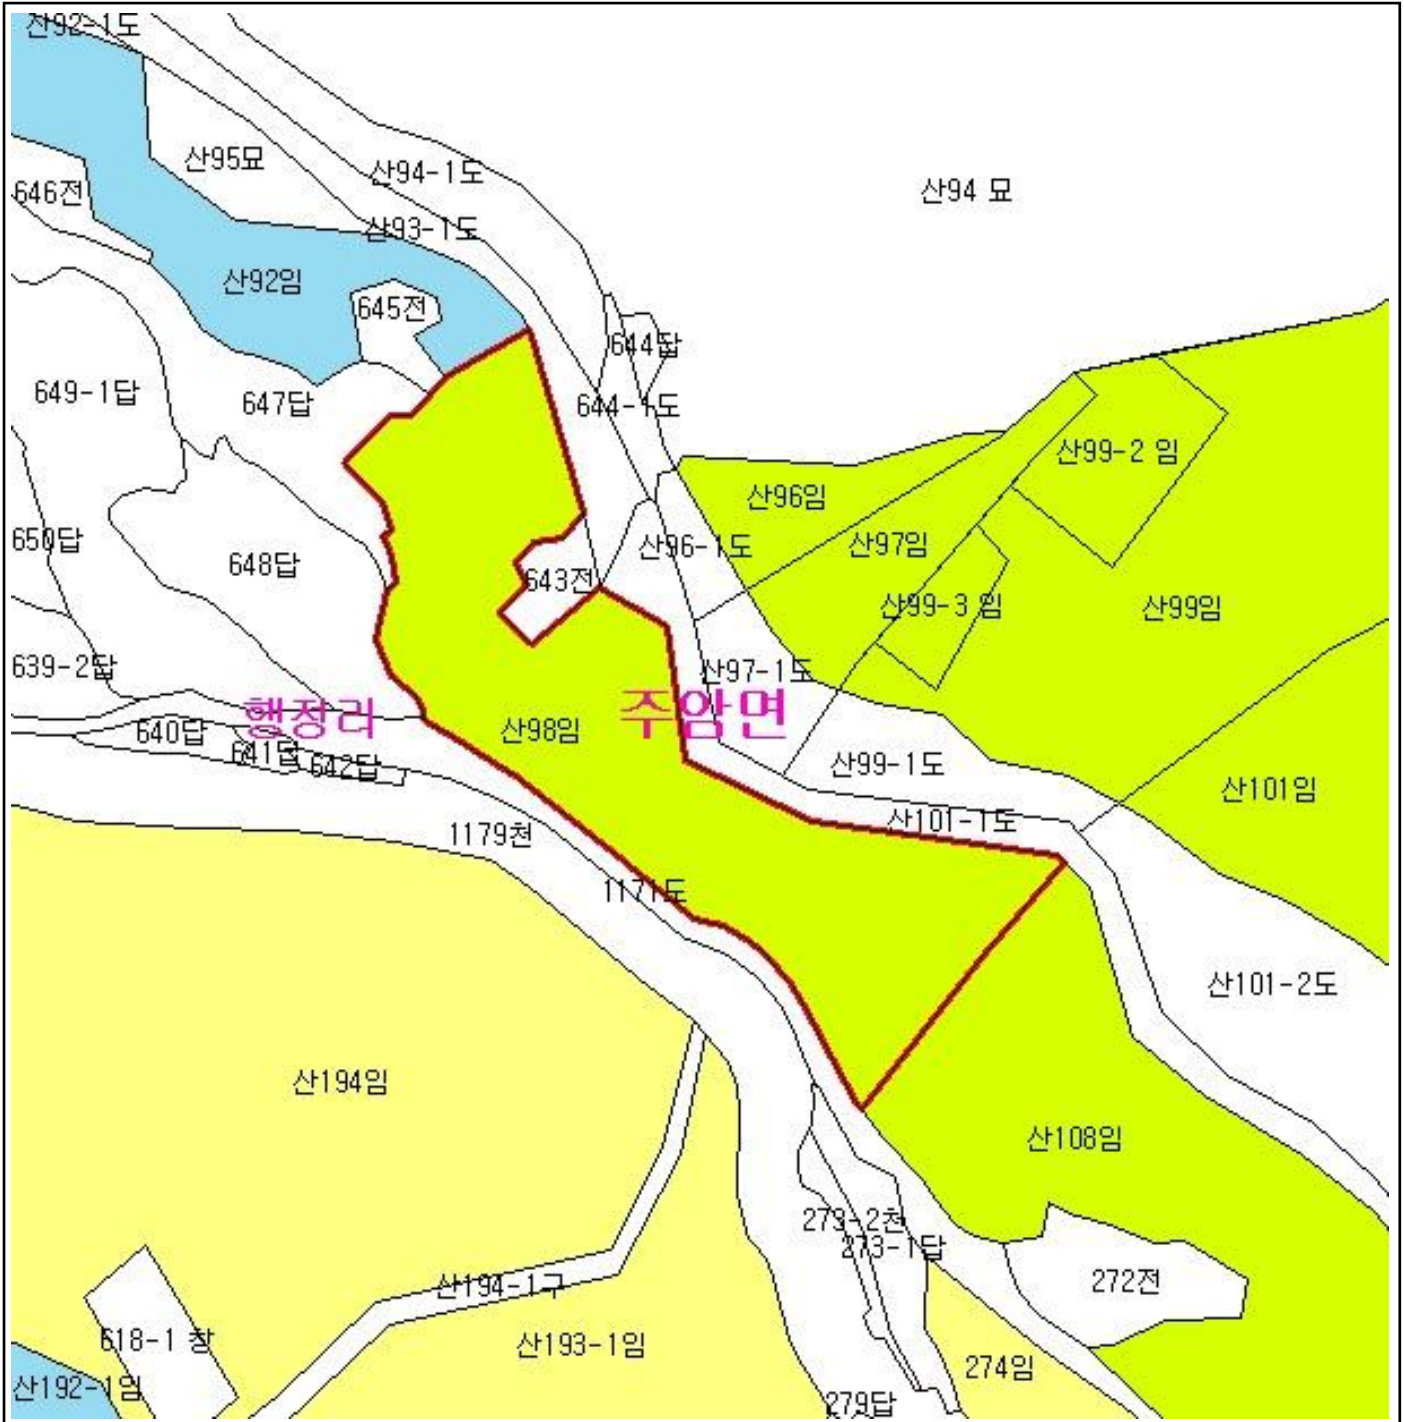 산92-1도
산95묘
산94-1도
646전
산94 묘
산93-1도
산92임
645전
644답
649-1답
647답
644-1도
산99-2 임
산96임
650답
산96-1도
산97임
648답
643전
산99-3 임
산99임
639-2답
산97-1도
행정리
주암면
산98임
640답
641답
642답
산99-1도
산101임
산101-1도
1179천
1171도
산101-2도
산194임
산108임
273-2천
273-1답
272전
산194-1구
618-1 창
산193-1임
274임
산192-1임
279답